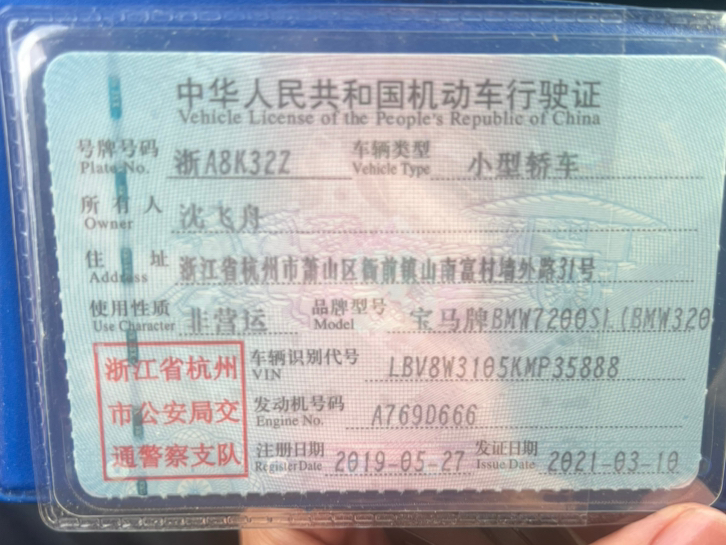 中华人民共和国机动车行驶证
Vehicle License of the People's Republic of China
号牌号码 浙A8K32Z 车辆类型 小型轿车
Plate No. Vehicle Type
所有人 沈飞舟
Owner
住址 浙江省杭州市萧山区衙前镇山南富村墙外路31号
Address
使用性质 非营运 品牌型号 宝马牌BMW7200SL(BMW320
Use Character Model
浙江省杭州 车辆识别代号 LBV8W3105KMP35888
VIN
市公安局交 发动机号码 A769D666
Engine No.
通警察支队 注册日期 2019-05-27 发证日期 2021-03-10
Register Date Issue Date